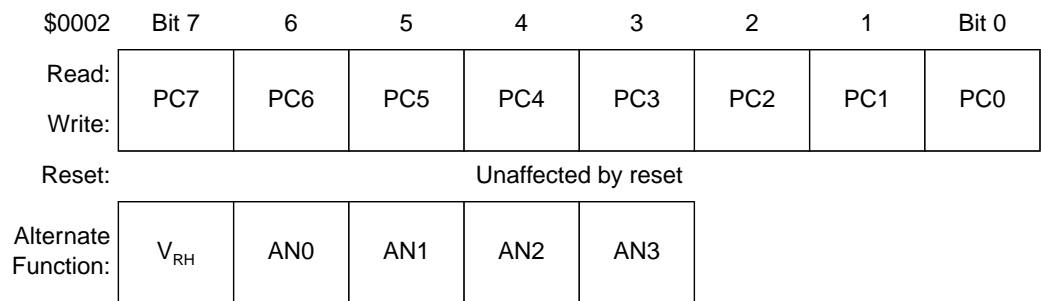 $0002 Bit 7 6 5 4 3 2 1 Bit 0
Read:
PC7 PC6 PC5 PC4 PC3 PC2 PC1 PC0
Write:
Reset: Unaffected by reset
Alternate
Function: VRH AN0 AN1 AN2 AN3